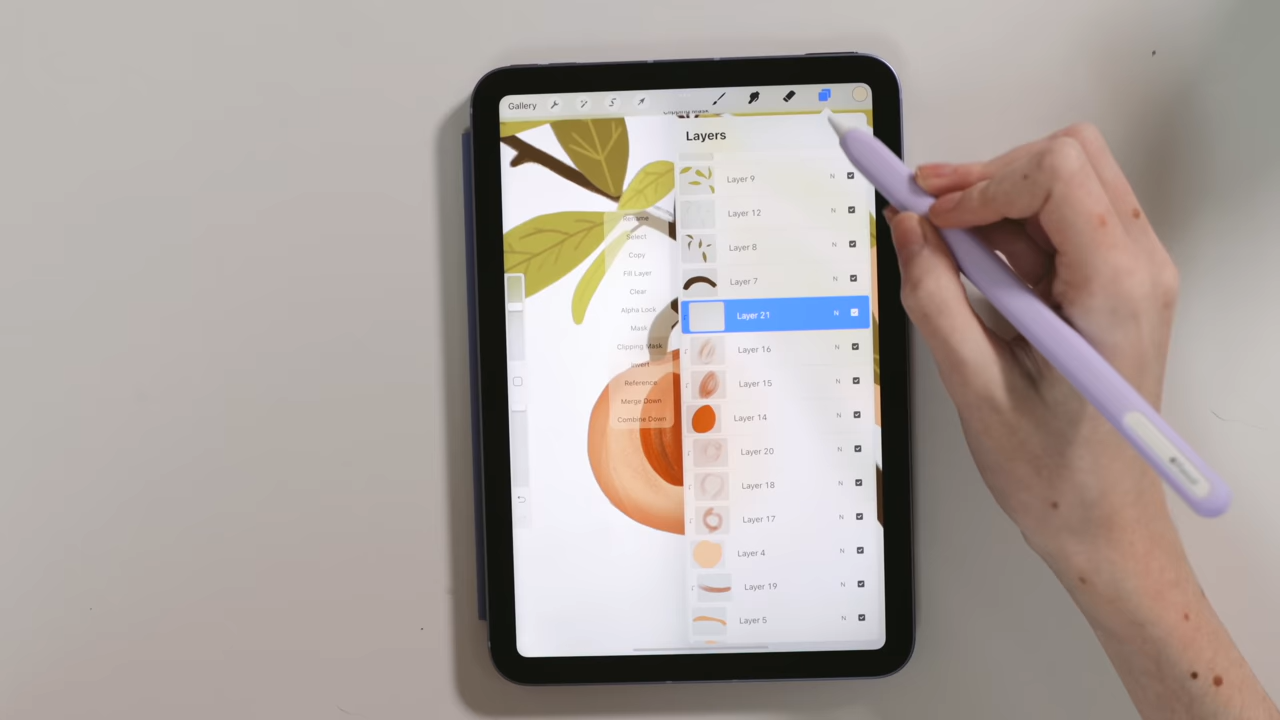 Gallery
Clipping Mask
Layers
Layer 9 N
Layer 12 N
Layer 8 N
Layer 7 N
Layer 21 N
Layer 16 N
Layer 15 N
Layer 14 N
Layer 20 N
Layer 18 N
Layer 17 N
Layer 4 N
Layer 19 N
Layer 5 N
Rename
Select
Copy
Fill Layer
Clear
Alpha Lock
Mask
Clipping Mask
Invert
Reference
Merge Down
Combine Down